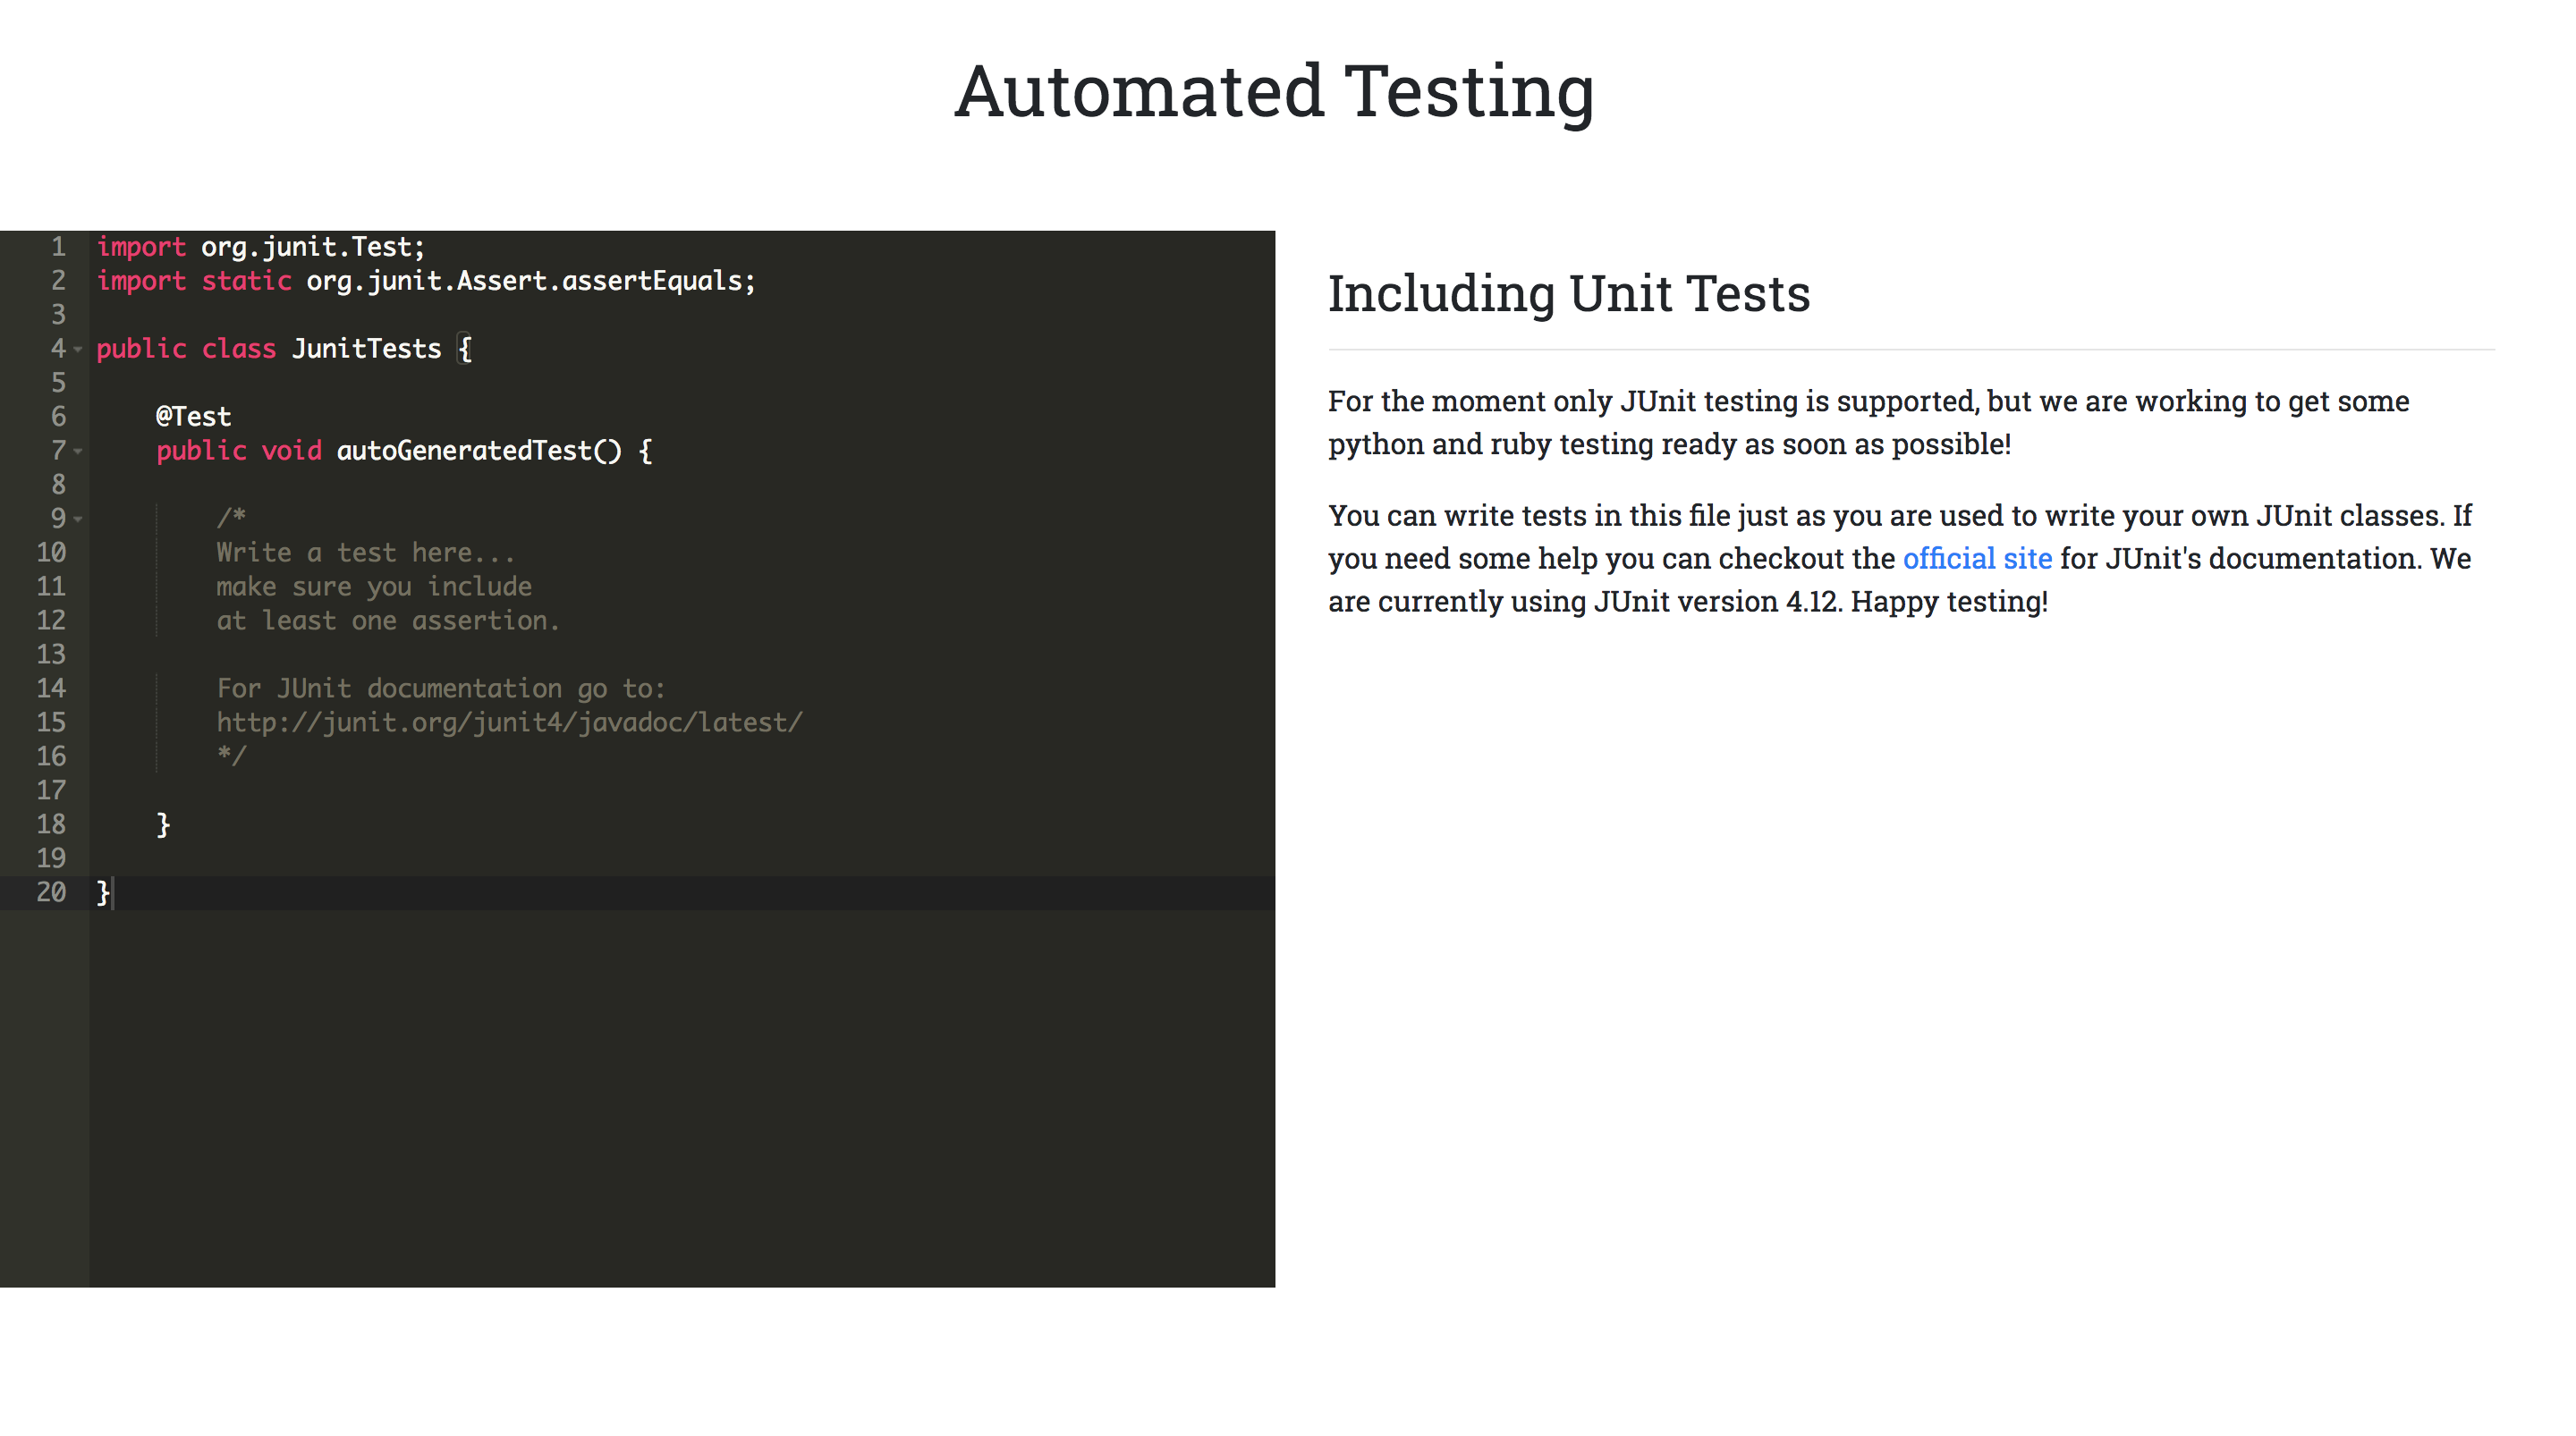 Automated Testing
1 import org.junit.Test;
2 import static org.junit.Assert.assertEquals;
3
4 public class JunitTests {
5
6 @Test
7 public void autoGeneratedTest() {
8
9 /*
10 Write a test here...
11 make sure you include
12 at least one assertion.
13
14 For JUnit documentation go to:
15 http://junit.org/junit4/javadoc/latest/
16 */
17
18 }
19
20 }
Including Unit Tests
For the moment only JUnit testing is supported, but we are working to get some
python and ruby testing ready as soon as possible!
You can write tests in this file just as you are used to write your own JUnit classes. If
you need some help you can checkout the official site for JUnit's documentation. We
are currently using JUnit version 4.12. Happy testing!